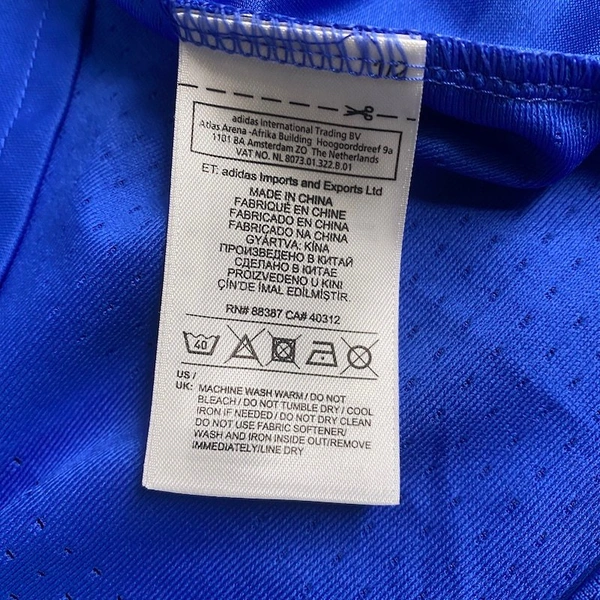 1/2
adidas International Trading BV
Atlas Arena -Afrika Building Hoogoorddreef 9a
1101 BA Amsterdam ZO The Netherlands
VAT NO. NL 8073.01.322.B.01
ET: adidas Imports and Exports Ltd
MADE IN CHINA
FABRIQUÉ EN CHINE
FABRICADO EN CHINA
FABRICADO NA CHINA
GYÁRTVA: KÍNA
ПРОИЗВЕДЕНО В КИТАЙ
СДЕЛАНО В КИТАЕ
PROIZVEDENO U KINI
ÇİN'DE İMAL EDİLMİŞTİR.
RN# 88387 CA# 40312
40
US /
UK: MACHINE WASH WARM / DO NOT
BLEACH / DO NOT TUMBLE DRY / COOL
IRON IF NEEDED / DO NOT DRY CLEAN
DO NOT USE FABRIC SOFTENER/
WASH AND IRON INSIDE OUT/REMOVE
IMMEDIATELY/LINE DRY